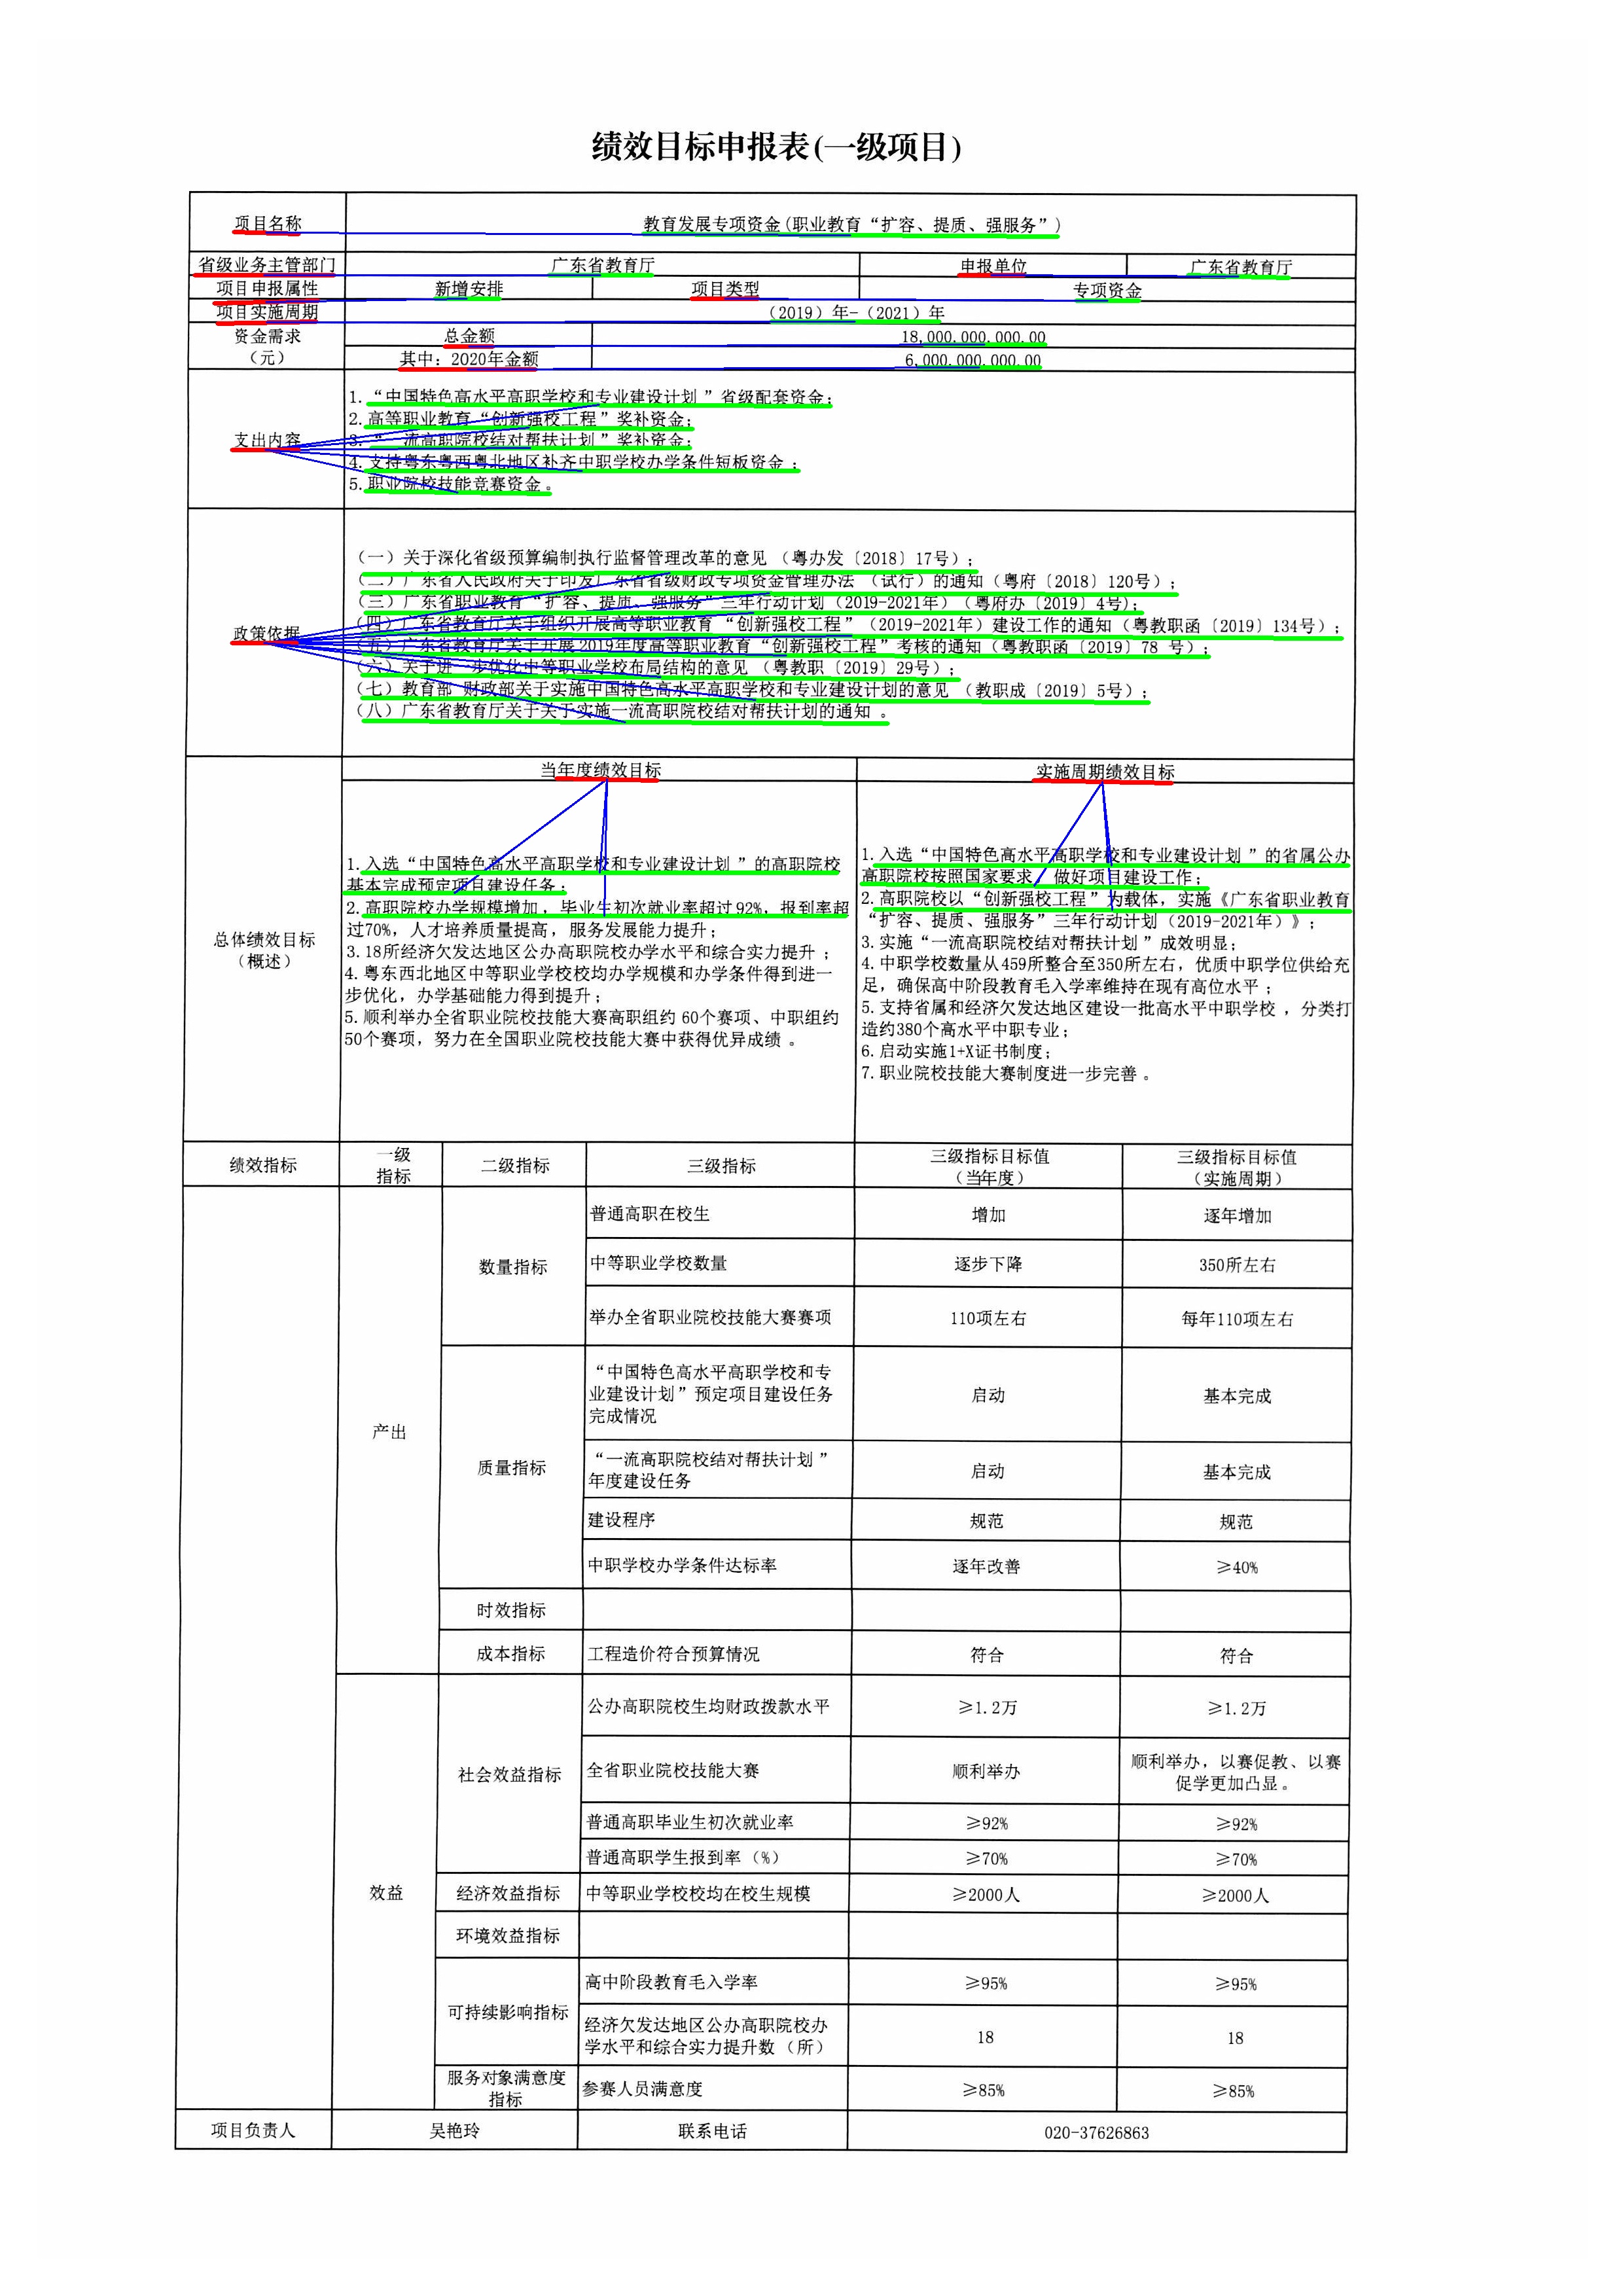 绩效目标申报表(一级项目)
项目名称 教育发展专项资金(职业教育“扩容、提质、强服务”)
省级业务主管部门 广东省教育厅 申报单位 广东省教育厅
项目申报属性 新增安排 项目类型 专项资金
项目实施周期 (2019)年-(2021)年
资金需求
(元)
总金额 18,000,000,000.00
其中:2020年金额 6,000,000,000.00
支出内容
1.“中国特色高水平高职学校和专业建设计划”省级配套资金;
2.高等职业教育“创新强校工程”奖补资金;
3.“一流高职院校结对帮扶计划”奖补资金;
4.支持粤东粤西粤北地区补齐中职学校办学条件短板资金;
5.职业院校技能竞赛资金。
政策依据
(一)关于深化省级预算编制执行监督管理改革的意见(粤办发〔2018〕17号);
(二)广东省人民政府关于印发广东省省级财政专项资金管理办法(试行)的通知(粤府〔2018〕120号);
(三)广东省职业教育“扩容、提质、强服务”三年行动计划(2019-2021年)(粤府办〔2019〕4号);
(四)广东省教育厅关于组织开展高等职业教育“创新强校工程”(2019-2021年)建设工作的通知(粤教职函〔2019〕134号);
(五)广东省教育厅关于开展2019年度高等职业教育“创新强校工程”考核的通知(粤教职函〔2019〕78 号);
(六)关于进一步优化中等职业学校布局结构的意见(粤教职〔2019〕29号);
(七)教育部 财政部关于实施中国特色高水平高职学校和专业建设计划的意见(教职成〔2019〕5号);
(八)广东省教育厅关于关于实施一流高职院校结对帮扶计划的通知。
总体绩效目标
(概述)
当年度绩效目标
1.入选“中国特色高水平高职学校和专业建设计划”的高职院校
基本完成预定项目建设任务;
2.高职院校办学规模增加,毕业生初次就业率超过92%,报到率超
过70%,人才培养质量提高,服务发展能力提升;
3.18所经济欠发达地区公办高职院校办学水平和综合实力提升;
4.粤东西北地区中等职业学校校均办学规模和办学条件得到进一
步优化,办学基础能力得到提升;
5.顺利举办全省职业院校技能大赛高职组约60个赛项、中职组约
50个赛项,努力在全国职业院校技能大赛中获得优异成绩。
实施周期绩效目标
1.入选“中国特色高水平高职学校和专业建设计划”的省属公办
高职院校按照国家要求,做好项目建设工作;
2.高职院校以“创新强校工程”为载体,实施《广东省职业教育
“扩容、提质、强服务”三年行动计划(2019-2021年)》;
3.实施“一流高职院校结对帮扶计划”成效明显;
4.中职学校数量从459所整合至350所左右,优质中职学位供给充
足,确保高中阶段教育毛入学率维持在现有高位水平;
5.支持省属和经济欠发达地区建设一批高水平中职学校,分类打
造约380个高水平中职专业;
6.启动实施1+X证书制度;
7.职业院校技能大赛制度进一步完善。
绩效指标
一级
指标
二级指标 三级指标
三级指标目标值
(当年度)
三级指标目标值
(实施周期)
产出
数量指标
普通高职在校生 增加 逐年增加
中等职业学校数量 逐步下降 350所左右
举办全省职业院校技能大赛赛项 110项左右 每年110项左右
质量指标
“中国特色高水平高职学校和专
业建设计划”预定项目建设任务
完成情况
启动 基本完成
“一流高职院校结对帮扶计划”
年度建设任务
启动 基本完成
建设程序 规范 规范
中职学校办学条件达标率 逐年改善 ≥40%
时效指标
成本指标 工程造价符合预算情况 符合 符合
效益
社会效益指标
公办高职院校生均财政拨款水平 ≥1.2万 ≥1.2万
全省职业院校技能大赛 顺利举办
顺利举办,以赛促教、以赛
促学更加凸显。
普通高职毕业生初次就业率 ≥92% ≥92%
普通高职学生报到率(%) ≥70% ≥70%
经济效益指标 中等职业学校校均在校生规模 ≥2000人 ≥2000人
环境效益指标
可持续影响指标
高中阶段教育毛入学率 ≥95% ≥95%
经济欠发达地区公办高职院校办
学水平和综合实力提升数(所)
18 18
服务对象满意度
指标
参赛人员满意度 ≥85% ≥85%
项目负责人 吴艳玲 联系电话 020-37626863